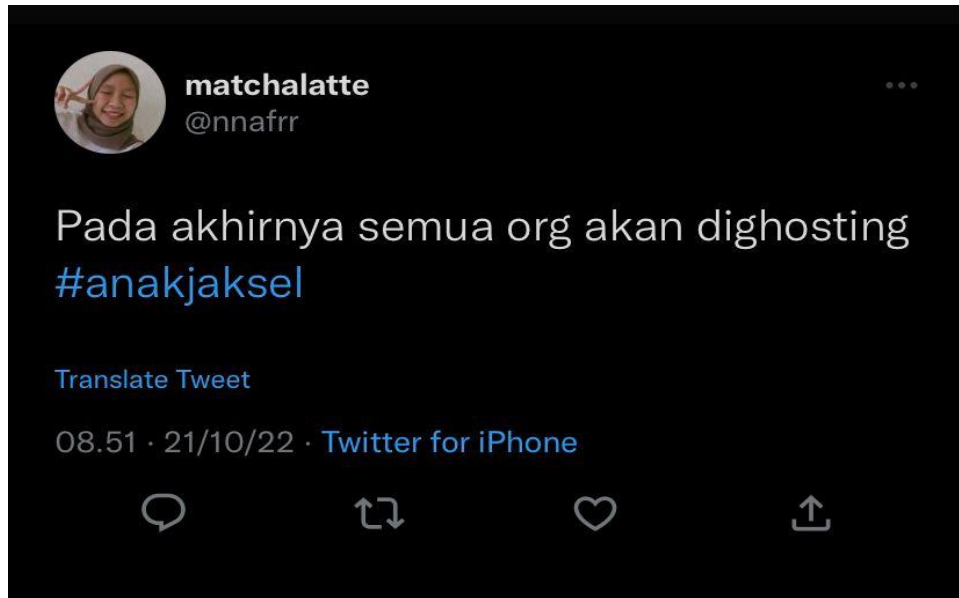 matchalatte
@nnafrr
Pada akhirnya semua org akan dighosting
#anakjaksel
Translate Tweet
08.51 · 21/10/22 · Twitter for iPhone